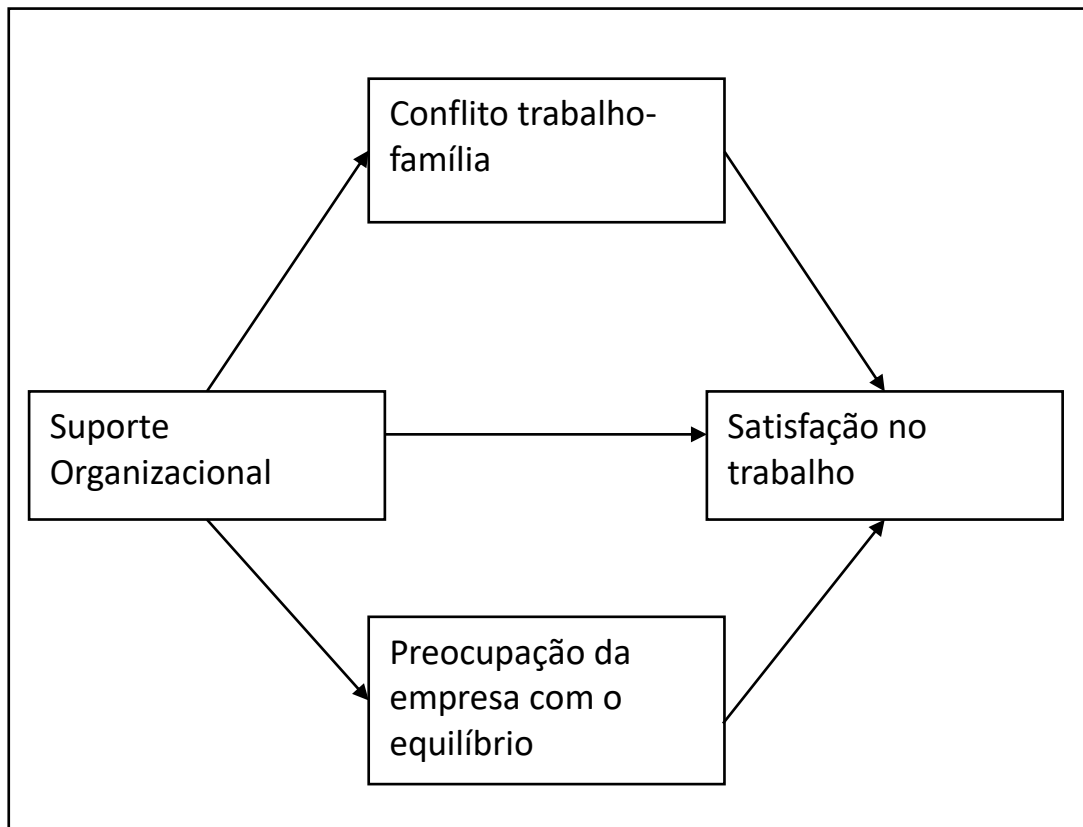 Conflito trabalho-
família
Suporte
Organizacional
Satisfação no
trabalho
Preocupação da
empresa com o
equilíbrio